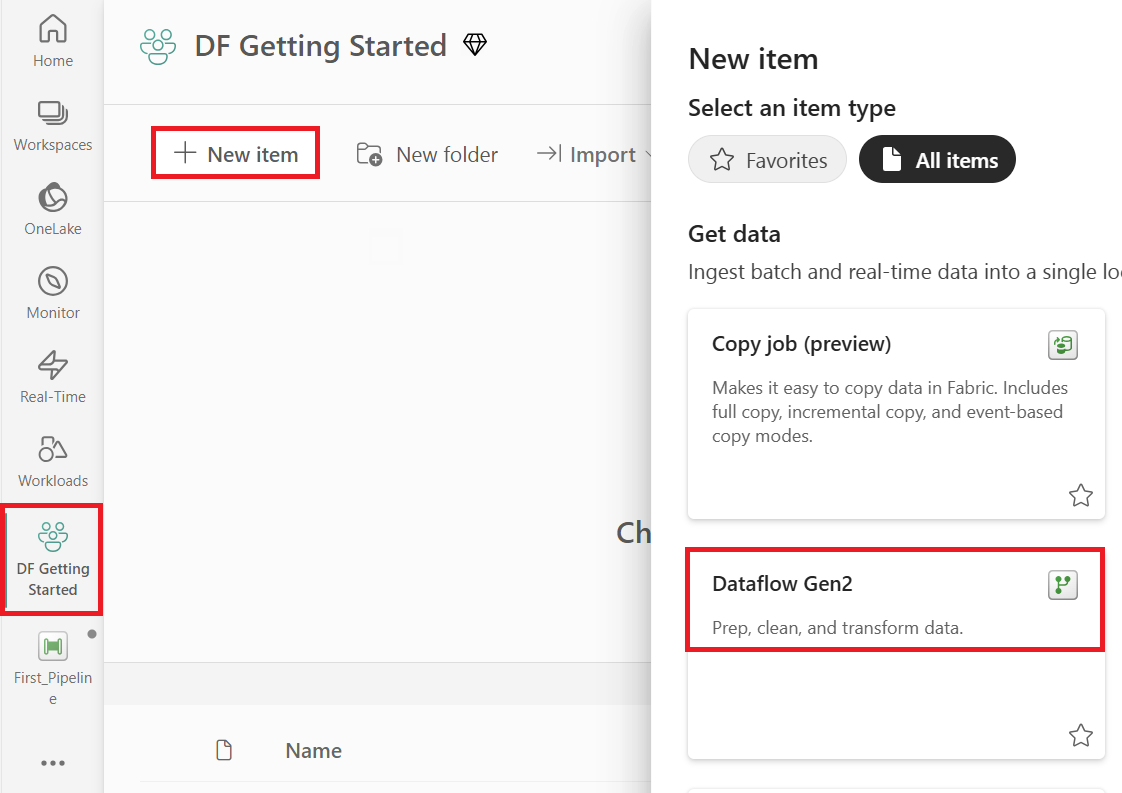 Home
Workspaces
OneLake
Monitor
Real-Time
Workloads
DF Getting
Started
First_Pipelin
e
DF Getting Started
New item
New folder
Import
Ch
Name
New item
Select an item type
Favorites
All items
Get data
Ingest batch and real-time data into a single lo
Copy job (preview)
Makes it easy to copy data in Fabric. Includes
full copy, incremental copy, and event-based
copy modes.
Dataflow Gen2
Prep, clean, and transform data.